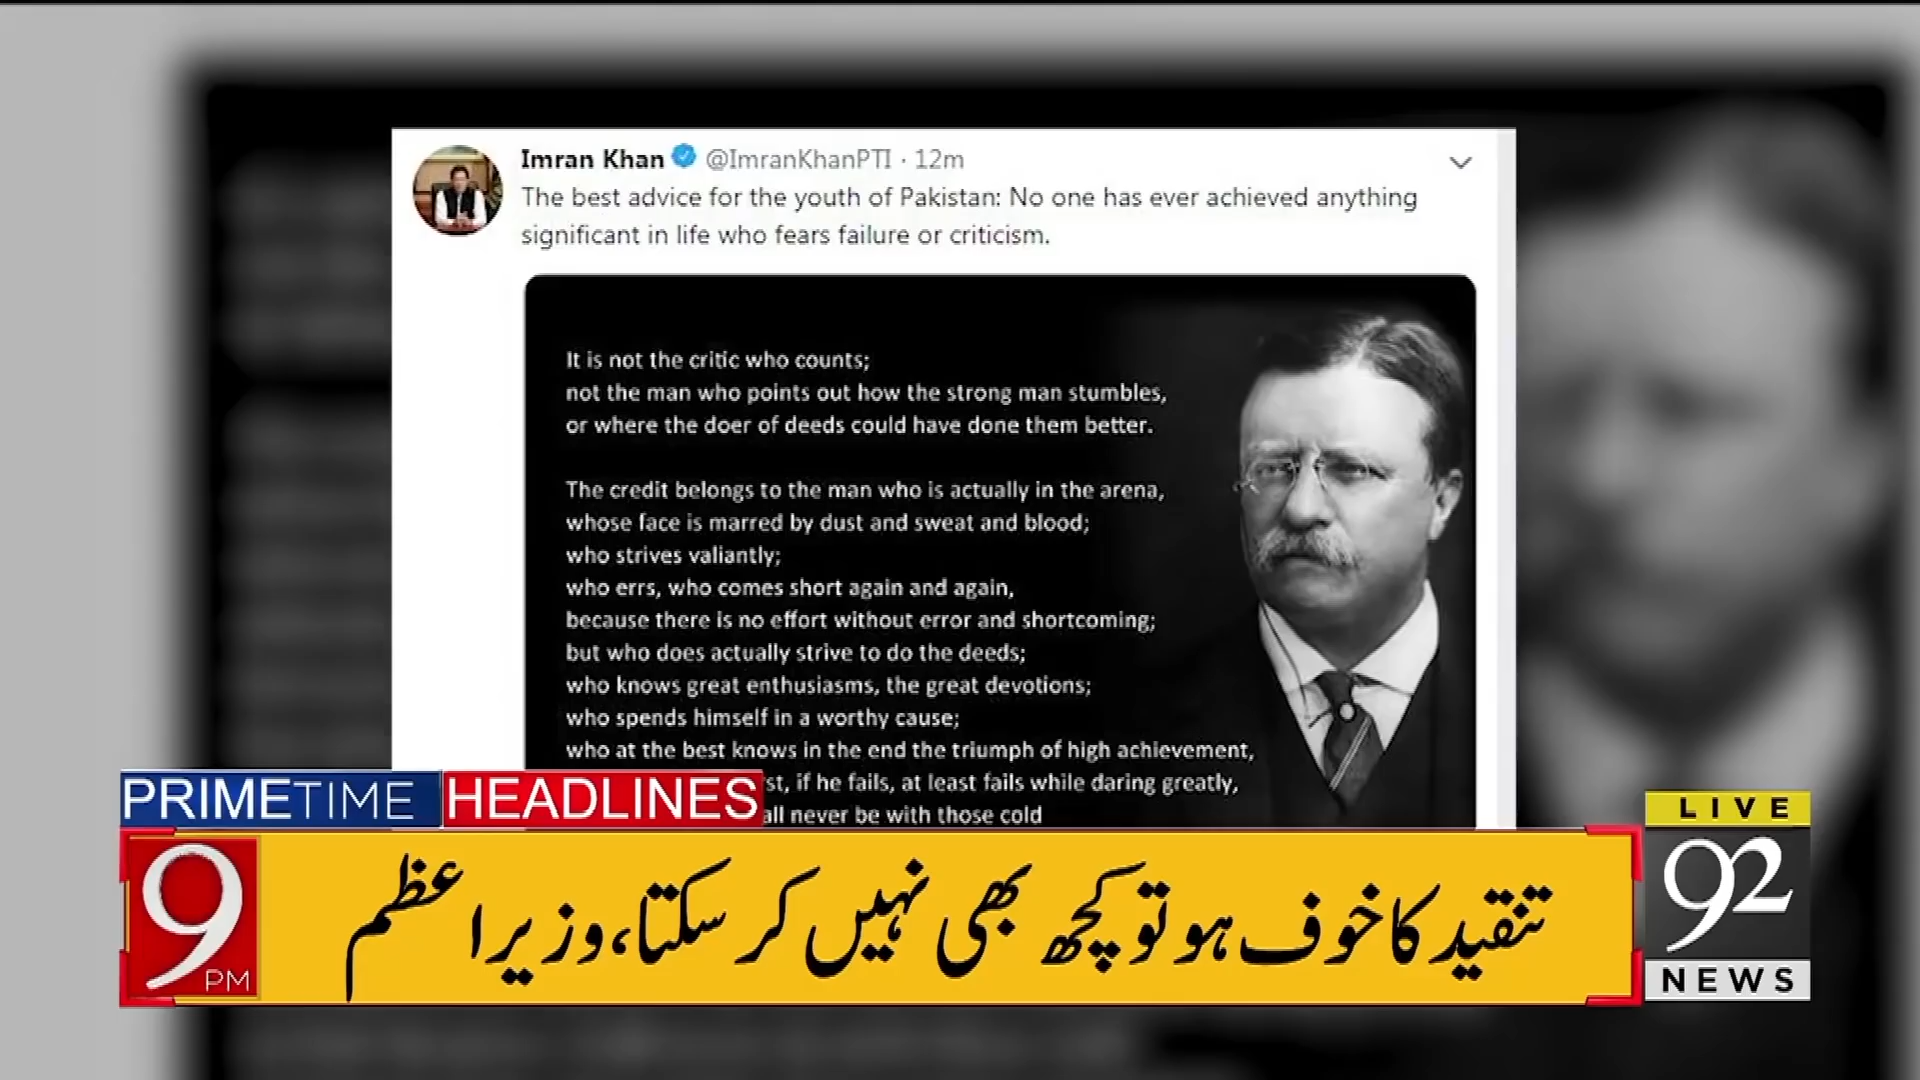 Imran Khan @ImranKhanPTI · 12m
The best advice for the youth of Pakistan: No one has ever achieved anything
significant in life who fears failure or criticism.
It is not the critic who counts;
not the man who points out how the strong man stumbles,
or where the doer of deeds could have done them better.
The credit belongs to the man who is actually in the arena,
whose face is marred by dust and sweat and blood;
who strives valiantly;
who errs, who comes short again and again,
because there is no effort without error and shortcoming;
but who does actually strive to do the deeds;
who knows great enthusiasms, the great devotions;
who spends himself in a worthy cause;
who at the best knows in the end the triumph of high achievement,
if he fails, at least fails while daring greatly,
never be with those cold
PRIMETIME HEADLINES
9 PM
تنقید کا خوف ہو تو کچھ بھی نہیں کر سکتا، وزیراعظم
LIVE
92
NEWS